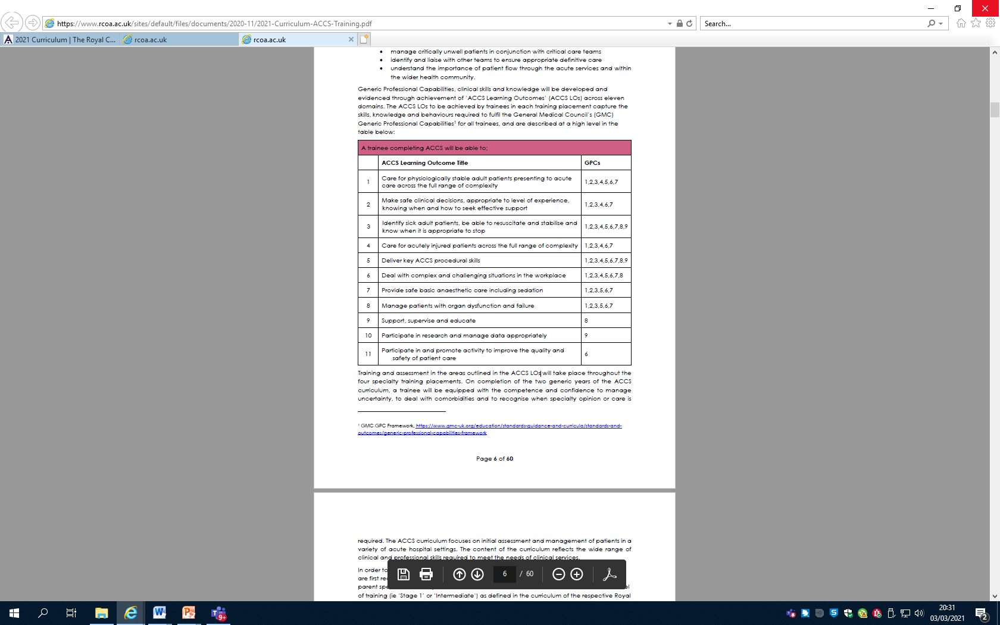 https://www.rcoa.ac.uk/sites/default/files/documents/2020-11/2021-Curriculum-ACCS-Training.pdf
Search...
2021 Curriculum | The Royal C...
rcoa.ac.uk
rcoa.ac.uk
• manage critically unwell patients in conjunction with critical care teams
• identify and liaise with other teams to ensure appropriate definitive care
• understand the importance of patient flow through the acute services and within
the wider health community.
Generic Professional Capabilities, clinical skills and knowledge will be developed and
evidenced through achievement of 'ACCS Learning Outcomes' (ACCS LOs) across eleven
domains. The ACCS LOs to be achieved by trainees in each training placement capture the
skills, knowledge and behaviours required to fulfil the General Medical Council's (GMC)
Generic Professional Capabilities¹ for all trainees, and are described at a high level in the
table below:
A trainee completing ACCS will be able to;
ACCS Learning Outcome Title GPCs
1 Care for physiologically stable adult patients presenting to acute
care across the full range of complexity 1,2,3,4,5,6,7
2 Make safe clinical decisions, appropriate to level of experience,
knowing when and how to seek effective support 1,2,3,4,6,7
3 Identify sick adult patients, be able to resuscitate and stabilise and
know when it is appropriate to stop 1,2,3,4,5,6,7,8,9
4 Care for acutely injured patients across the full range of complexity 1,2,3,4,6,7
5 Deliver key ACCS procedural skills 1,2,3,4,5,6,7,8,9
6 Deal with complex and challenging situations in the workplace 1,2,3,4,5,6,7,8
7 Provide safe basic anaesthetic care including sedation 1,2,3,5,6,7
8 Manage patients with organ dysfunction and failure 1,2,3,5,6,7
9 Support, supervise and educate 8
10 Participate in research and manage data appropriately 9
11 Participate in and promote activity to improve the quality and
safety of patient care 6
Training and assessment in the areas outlined in the ACCS LOs will take place throughout the
four specialty training placements. On completion of the two generic years of the ACCS
curriculum, a trainee will be equipped with the competence and confidence to manage
uncertainty, to deal with comorbidities and to recognise when specialty opinion or care is
¹ GMC GPC Framework, https://www.gmc-uk.org/education/standards-guidance-and-curricula/standards-and-
outcomes/generic-professional-capabilities-framework
Page 6 of 60
required. The ACCS curriculum focuses on initial assessment and management of patients in a
variety of acute hospital settings. The content of the curriculum reflects the wide range of
clinical and professional skills required to meet the needs of clinical services.
In order to
are first
parent
6 / 60
of training (ie 'Stage 1' or 'Intermediate') as defined in the curriculum of the respective Royal
9+
20:31
03/03/2021
2